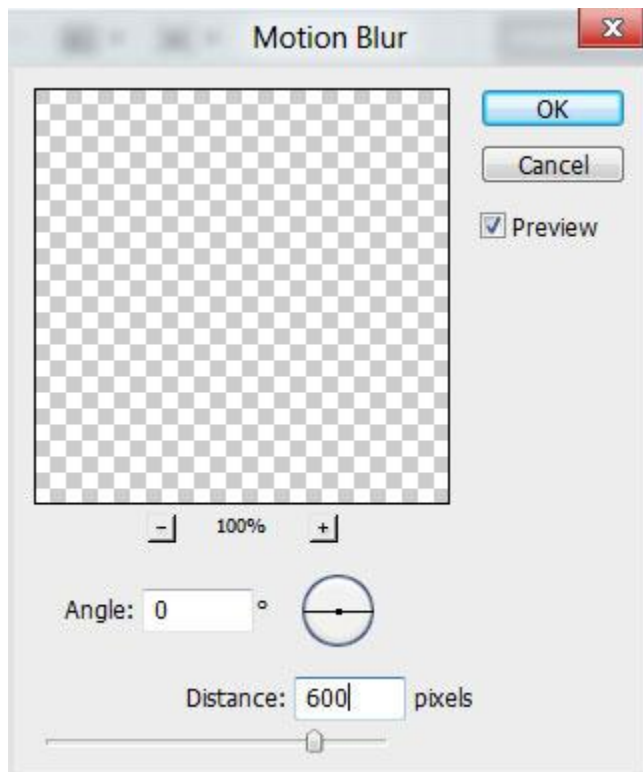 Motion Blur
OK
Cancel
Preview
- 100% +
Angle: 0 °
Distance: 600 pixels